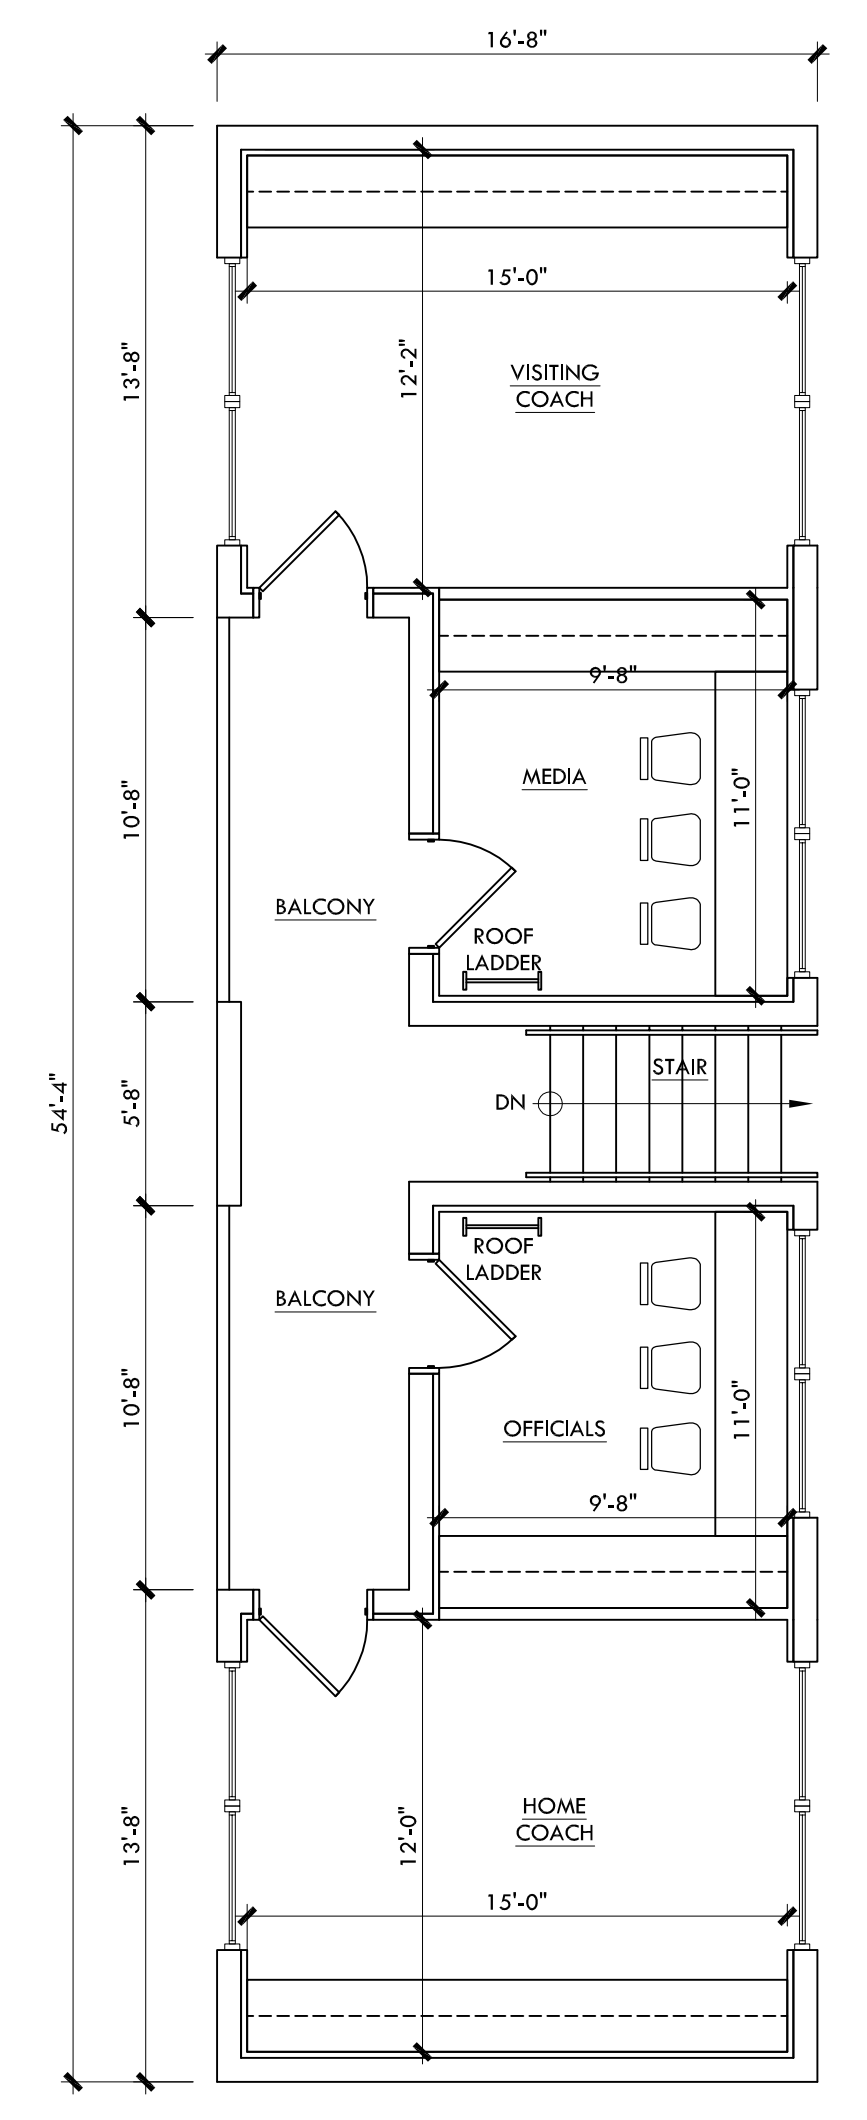 16'-8"
15'-0"
13'-8"
12'-2"
VISITING
COACH
9'-8"
MEDIA
11'-0"
10'-8"
BALCONY
ROOF
LADDER
STAIR
54'-4"
5'-8"
DN
ROOF
LADDER
BALCONY
10'-8"
11'-0"
OFFICIALS
9'-8"
HOME
COACH
13'-8"
12'-0"
15'-0"